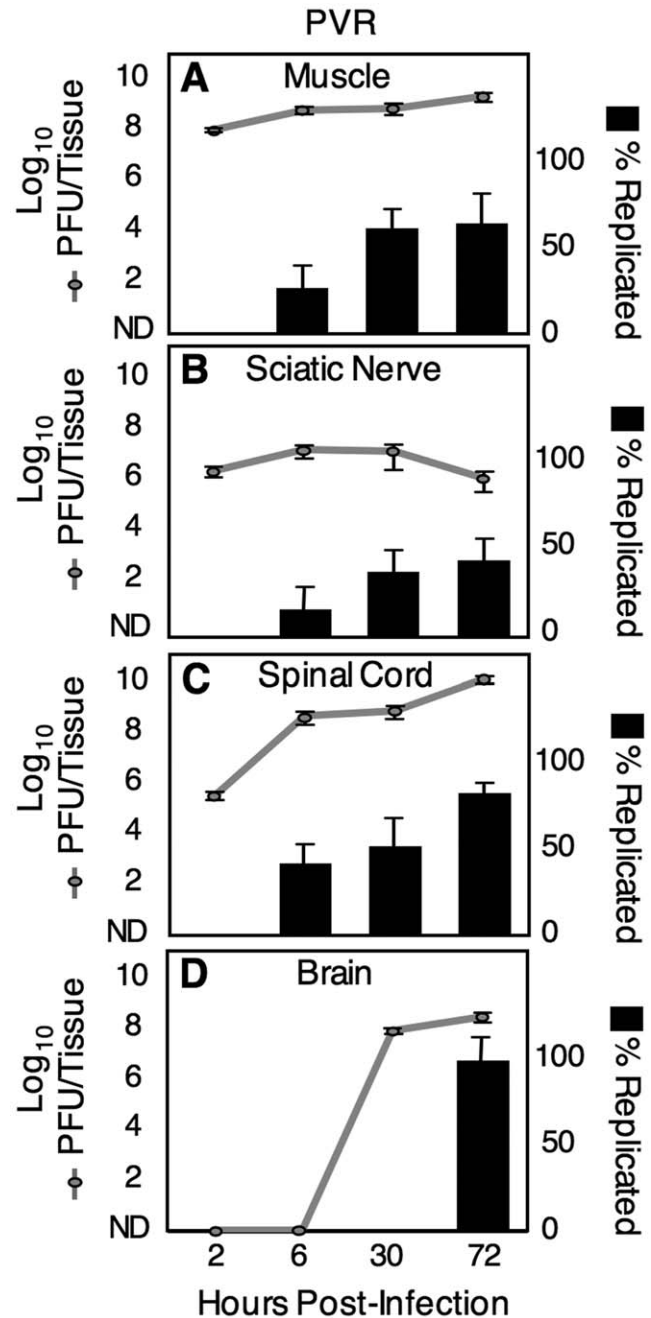 PVR
A Muscle
Log10
PFU/Tissue
10
8
6
4
2
ND
100
50
0
% Replicated
B Sciatic Nerve
Log10
PFU/Tissue
10
8
6
4
2
ND
100
50
0
% Replicated
C Spinal Cord
Log10
PFU/Tissue
10
8
6
4
2
ND
100
50
0
% Replicated
D Brain
Log10
PFU/Tissue
10
8
6
4
2
ND
100
50
0
% Replicated
2 6 30 72
Hours Post-Infection